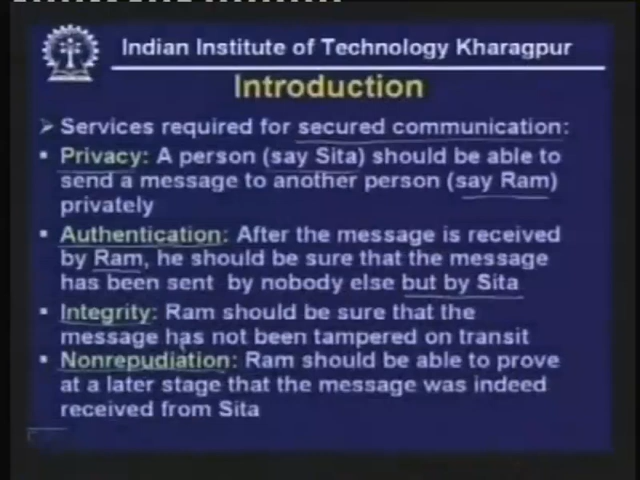 Indian Institute of Technology Kharagpur
Introduction
➢ Services required for secured communication:
▪ Privacy: A person (say Sita) should be able to
send a message to another person (say Ram)
privately
▪ Authentication: After the message is received
by Ram, he should be sure that the message
has been sent by nobody else but by Sita
▪ Integrity: Ram should be sure that the
message has not been tampered on transit
▪ Nonrepudiation: Ram should be able to prove
at a later stage that the message was indeed
received from Sita